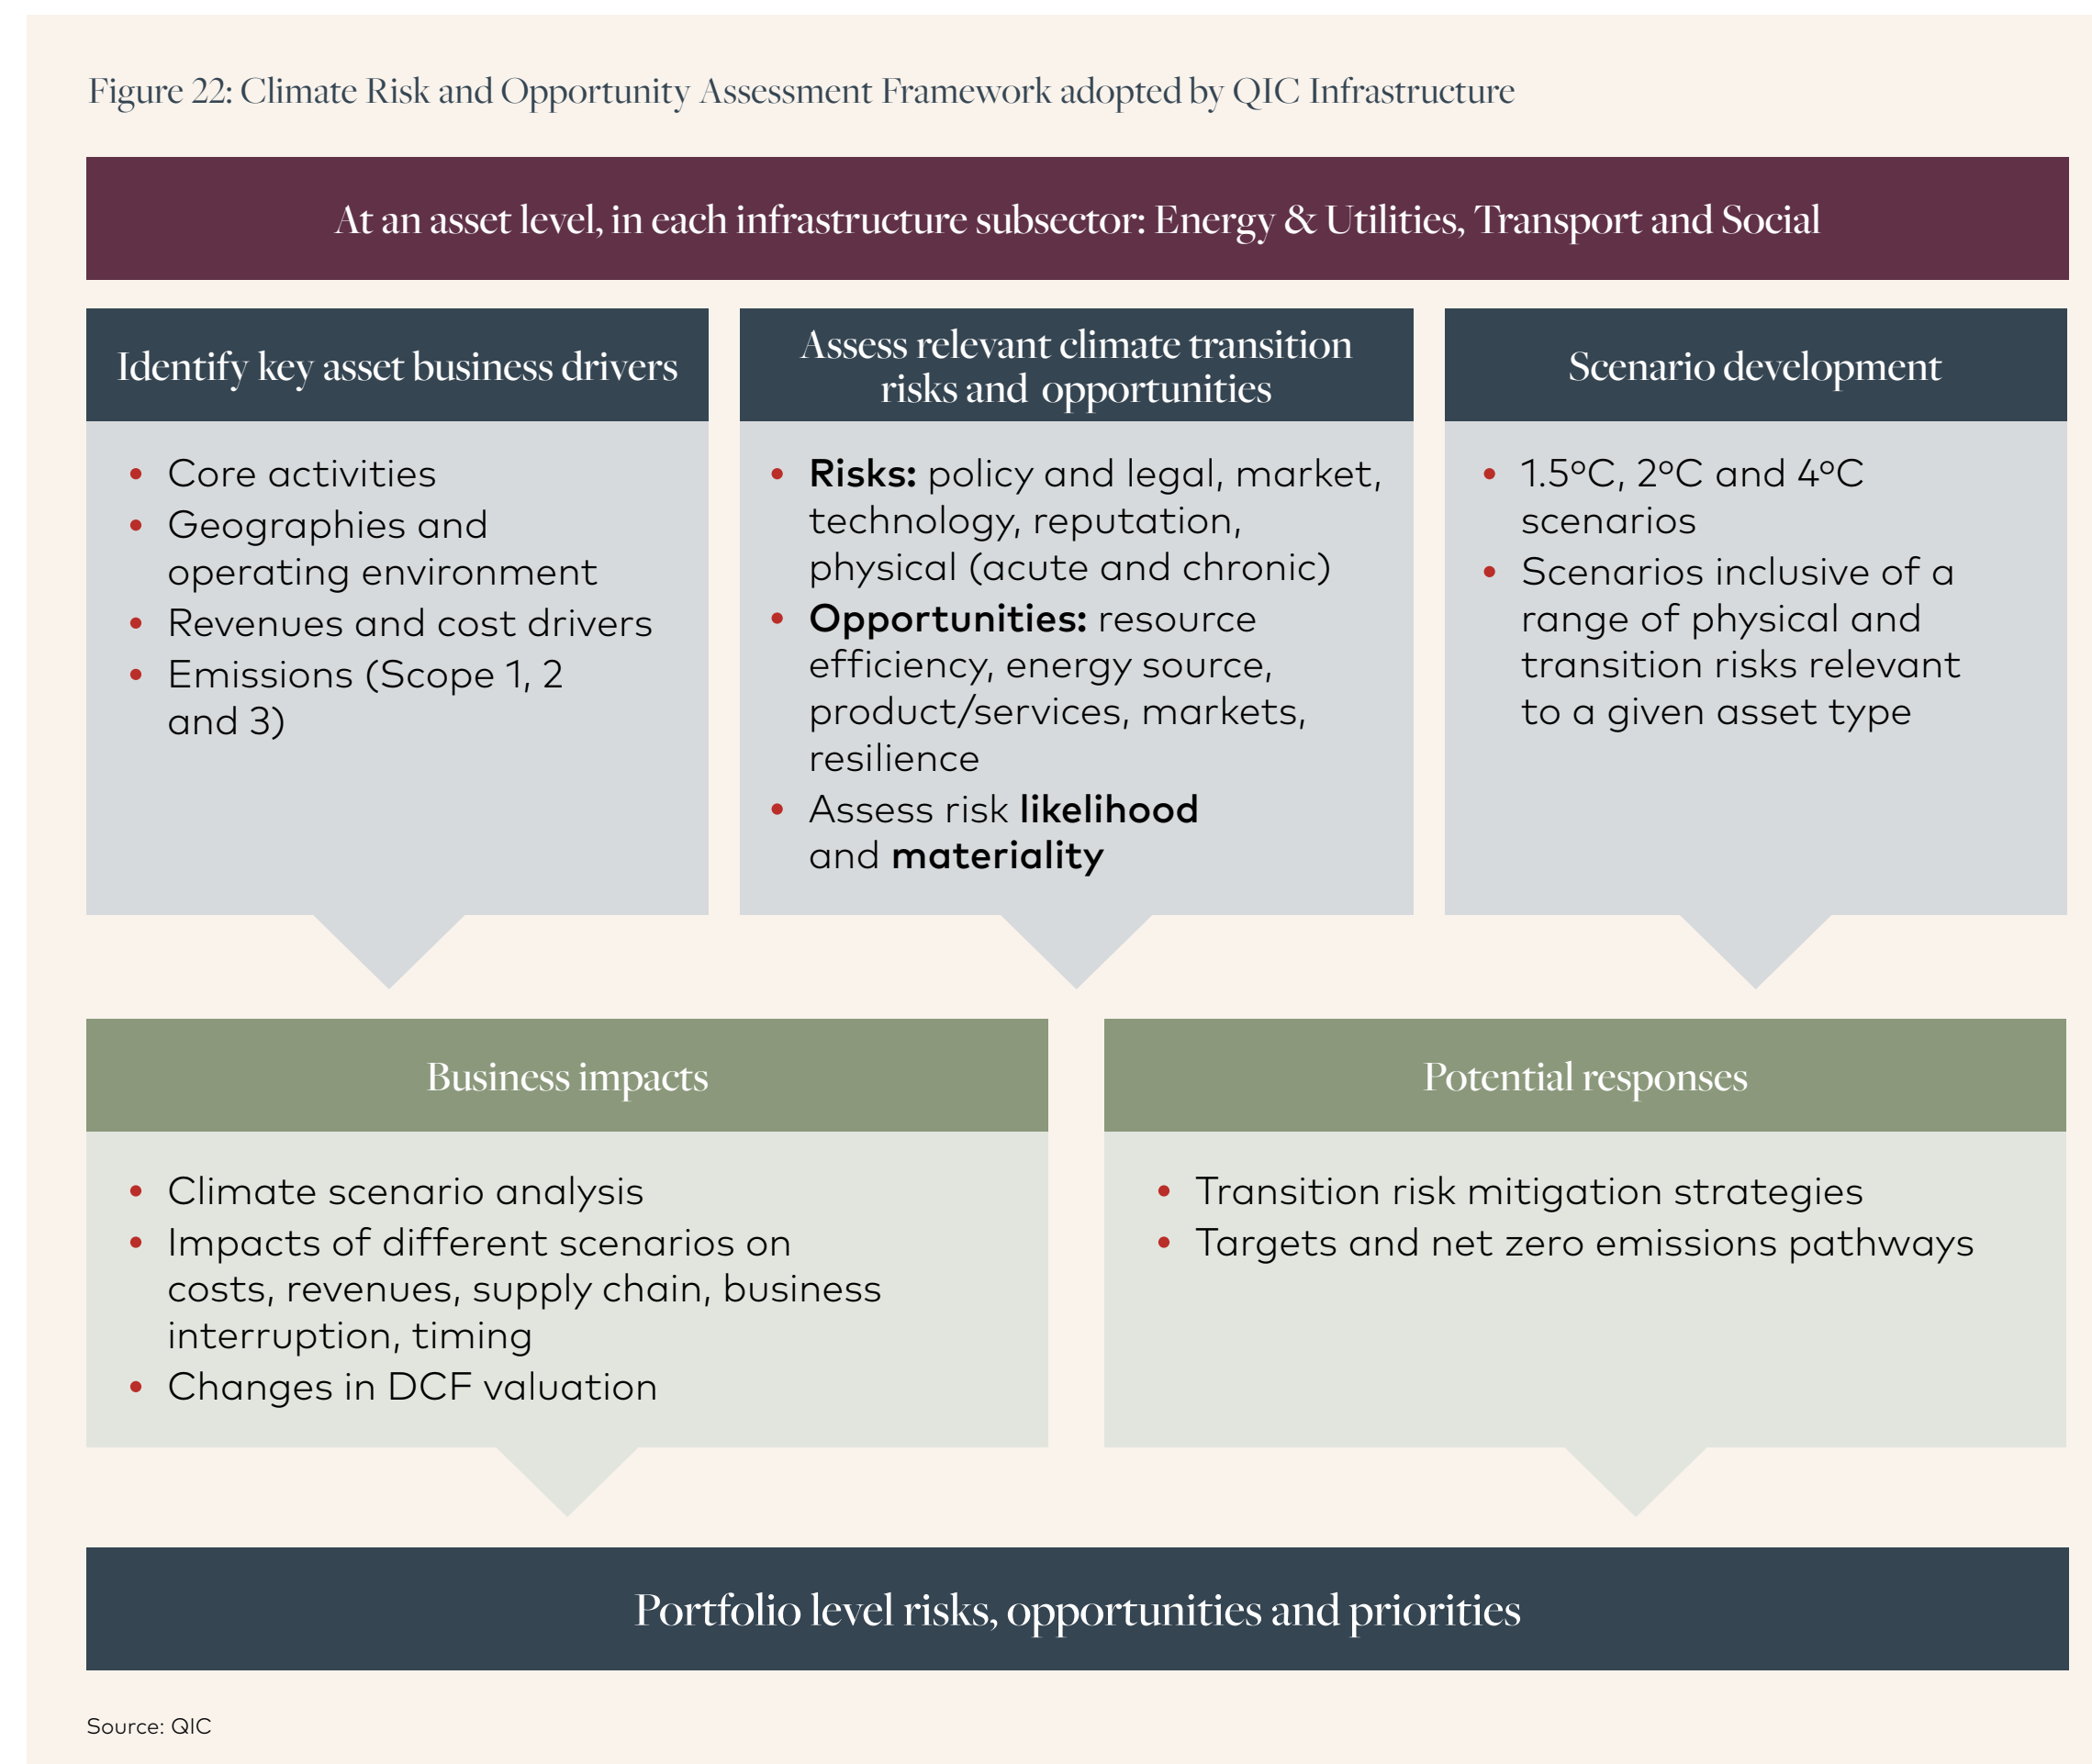 Figure 22: Climate Risk and Opportunity Assessment Framework adopted by QIC Infrastructure
At an asset level, in each infrastructure subsector: Energy & Utilities, Transport and Social
Identify key asset business drivers
• Core activities
• Geographies and
operating environment
• Revenues and cost drivers
• Emissions (Scope 1, 2
and 3)
Assess relevant climate transition
risks and opportunities
• Risks: policy and legal, market,
technology, reputation,
physical (acute and chronic)
• Opportunities: resource
efficiency, energy source,
product/services, markets,
resilience
• Assess risk likelihood
and materiality
Scenario development
• 1.5ºC, 2ºC and 4ºC
scenarios
• Scenarios inclusive of a
range of physical and
transition risks relevant
to a given asset type
Business impacts
• Climate scenario analysis
• Impacts of different scenarios on
costs, revenues, supply chain, business
interruption, timing
• Changes in DCF valuation
Potential responses
• Transition risk mitigation strategies
• Targets and net zero emissions pathways
Portfolio level risks, opportunities and priorities
Source: QIC